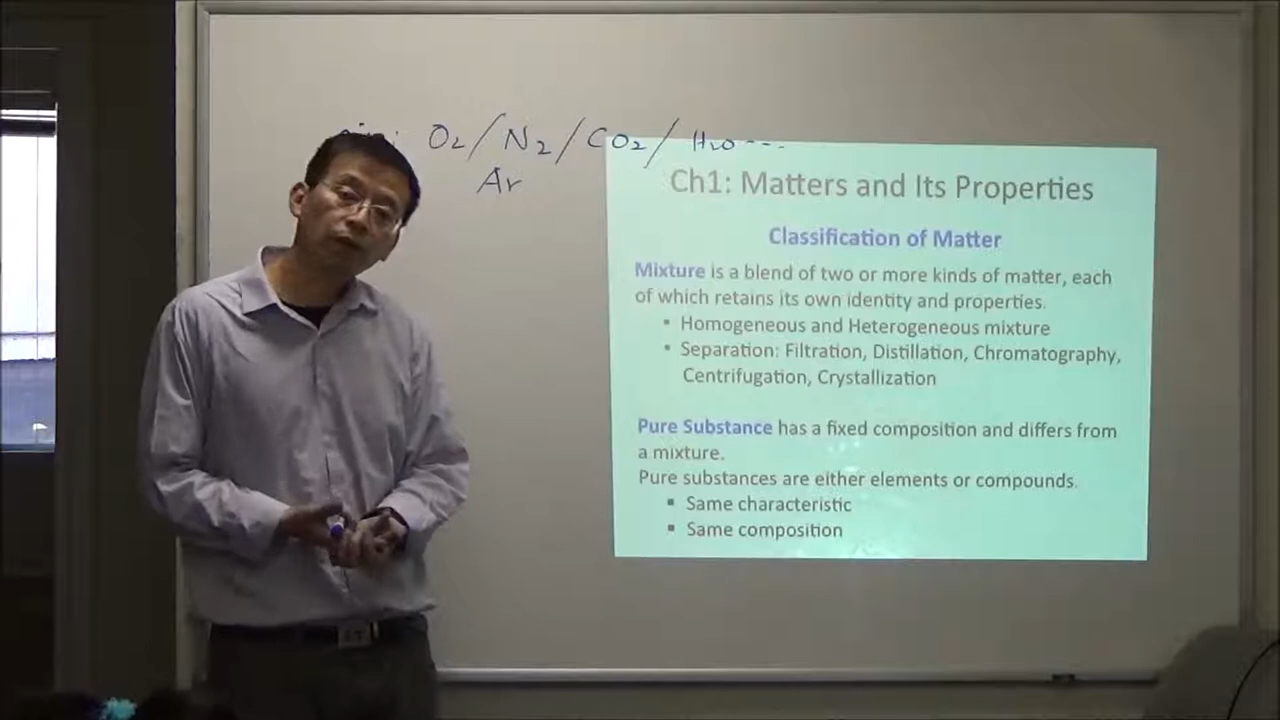 O₂/N₂/CO₂/H₂O---
Ar
Ch1: Matters and Its Properties
Classification of Matter
Mixture is a blend of two or more kinds of matter, each
of which retains its own identity and properties.
▪ Homogeneous and Heterogeneous mixture
▪ Separation: Filtration, Distillation, Chromatography,
Centrifugation, Crystallization
Pure Substance has a fixed composition and differs from
a mixture.
Pure substances are either elements or compounds.
▪ Same characteristic
▪ Same composition